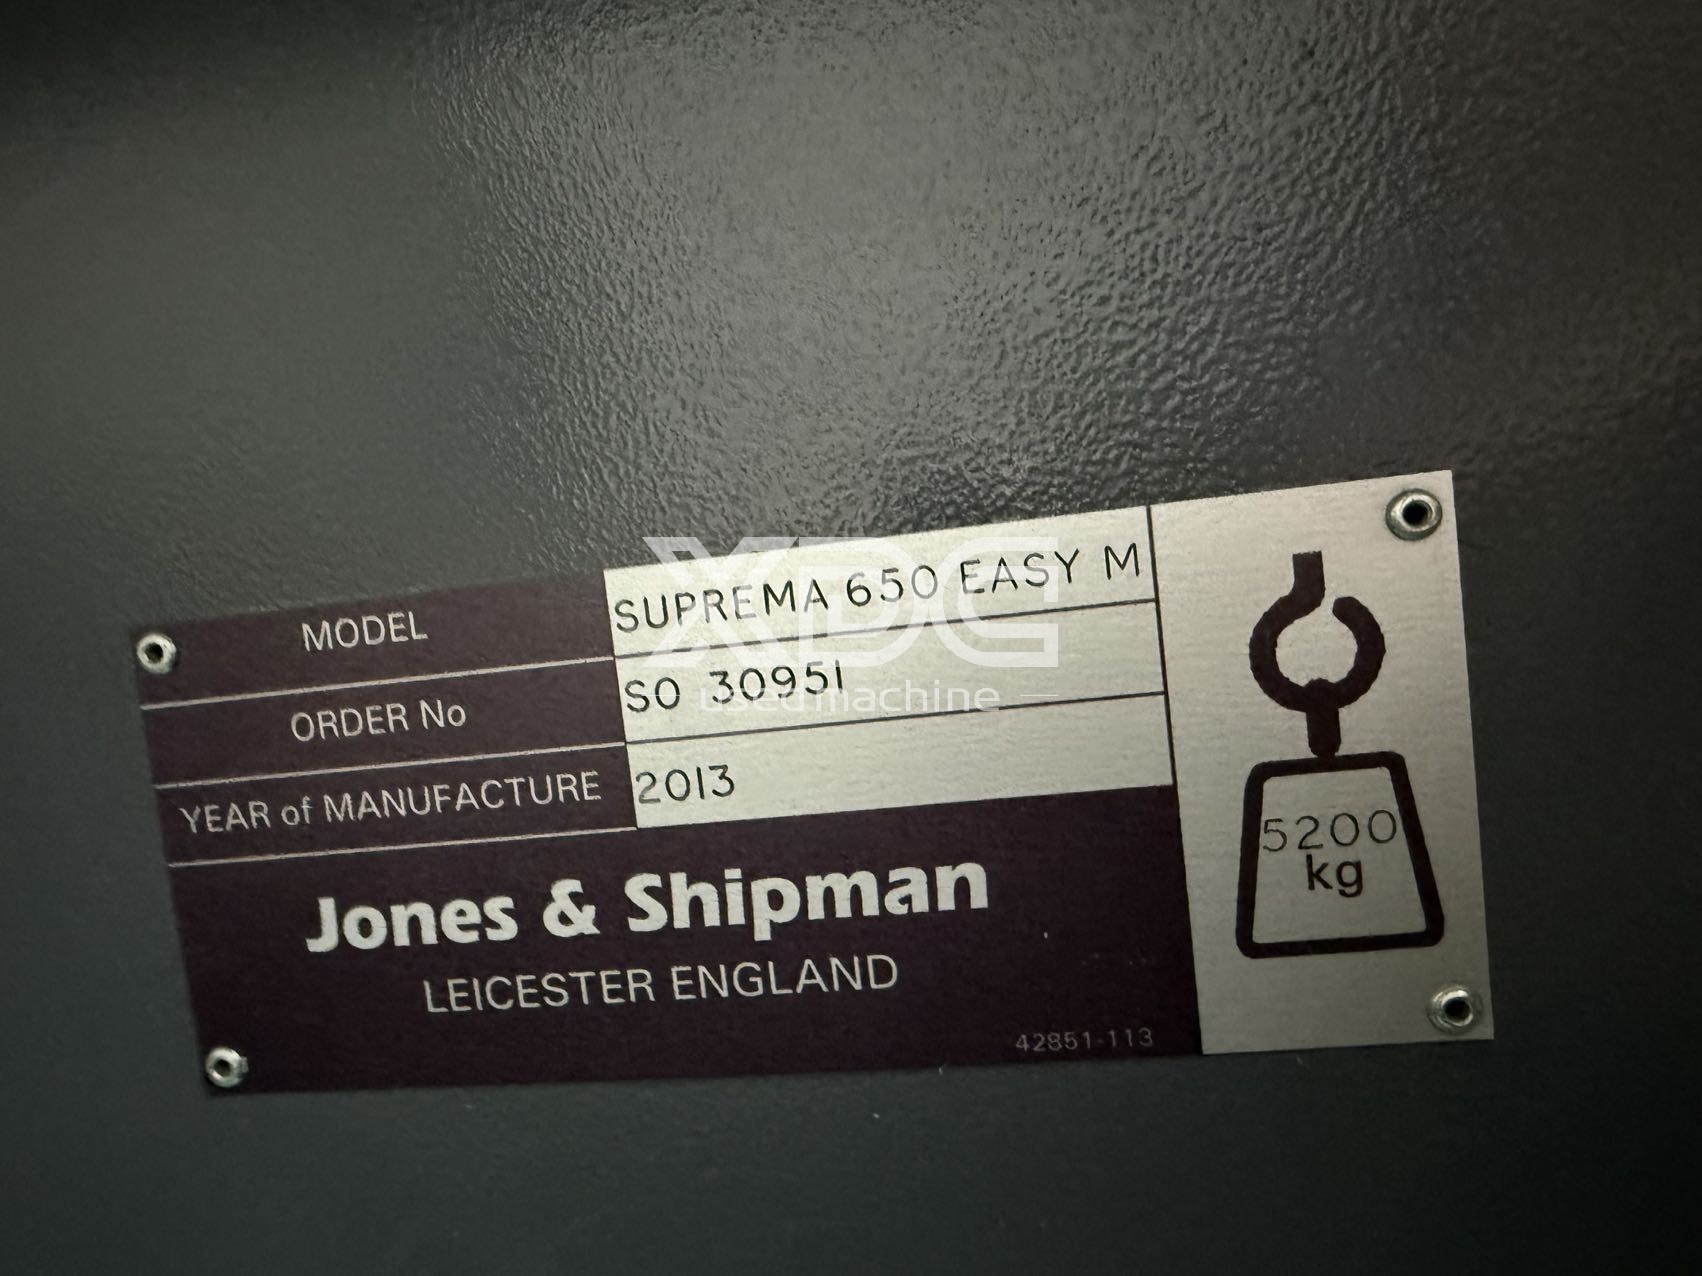 MODEL SUPREMA 650 EASY M
ORDER No SO 30951
YEAR of MANUFACTURE 2013
Jones & Shipman
LEICESTER ENGLAND
42851-113
5200
kg
XDC
used machine